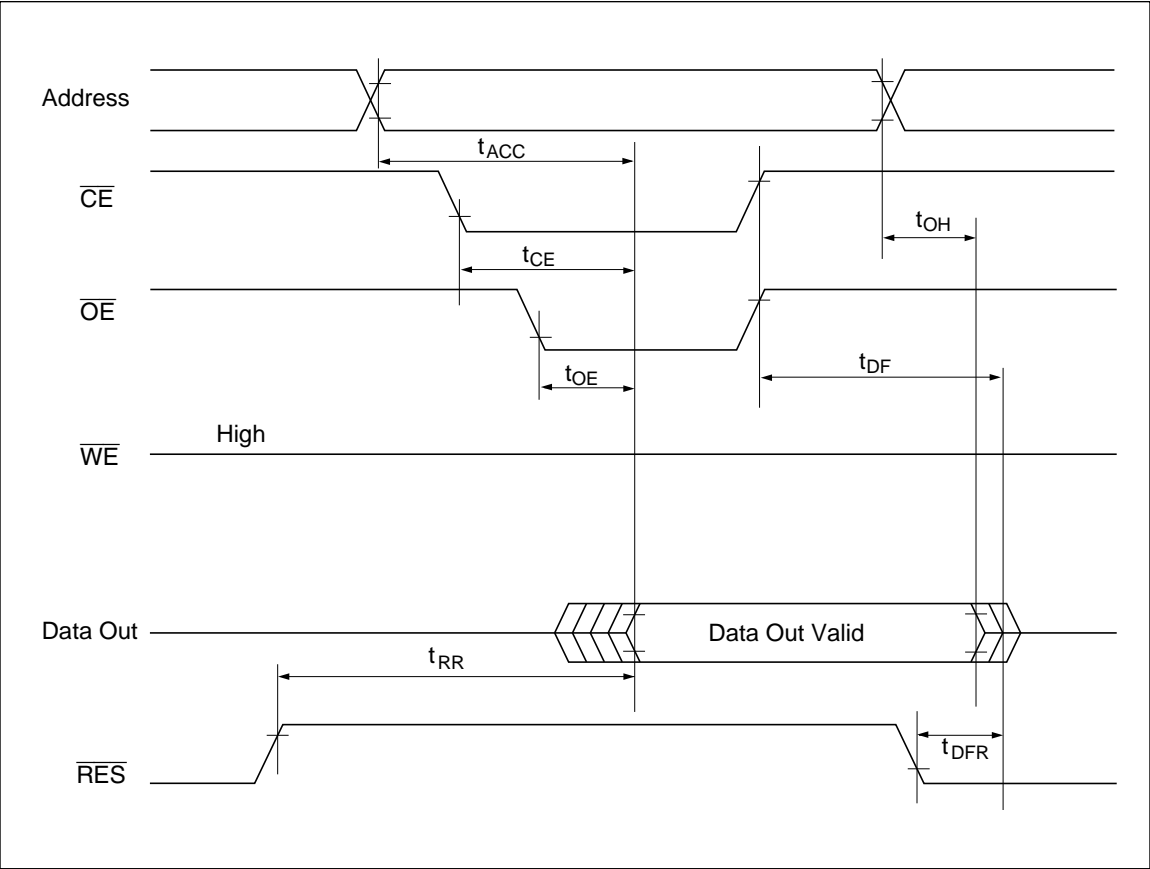 Address
tACC
CE
tOH
tCE
OE
tDF
tOE
High
WE
Data Out
Data Out Valid
tRR
tDFR
RES